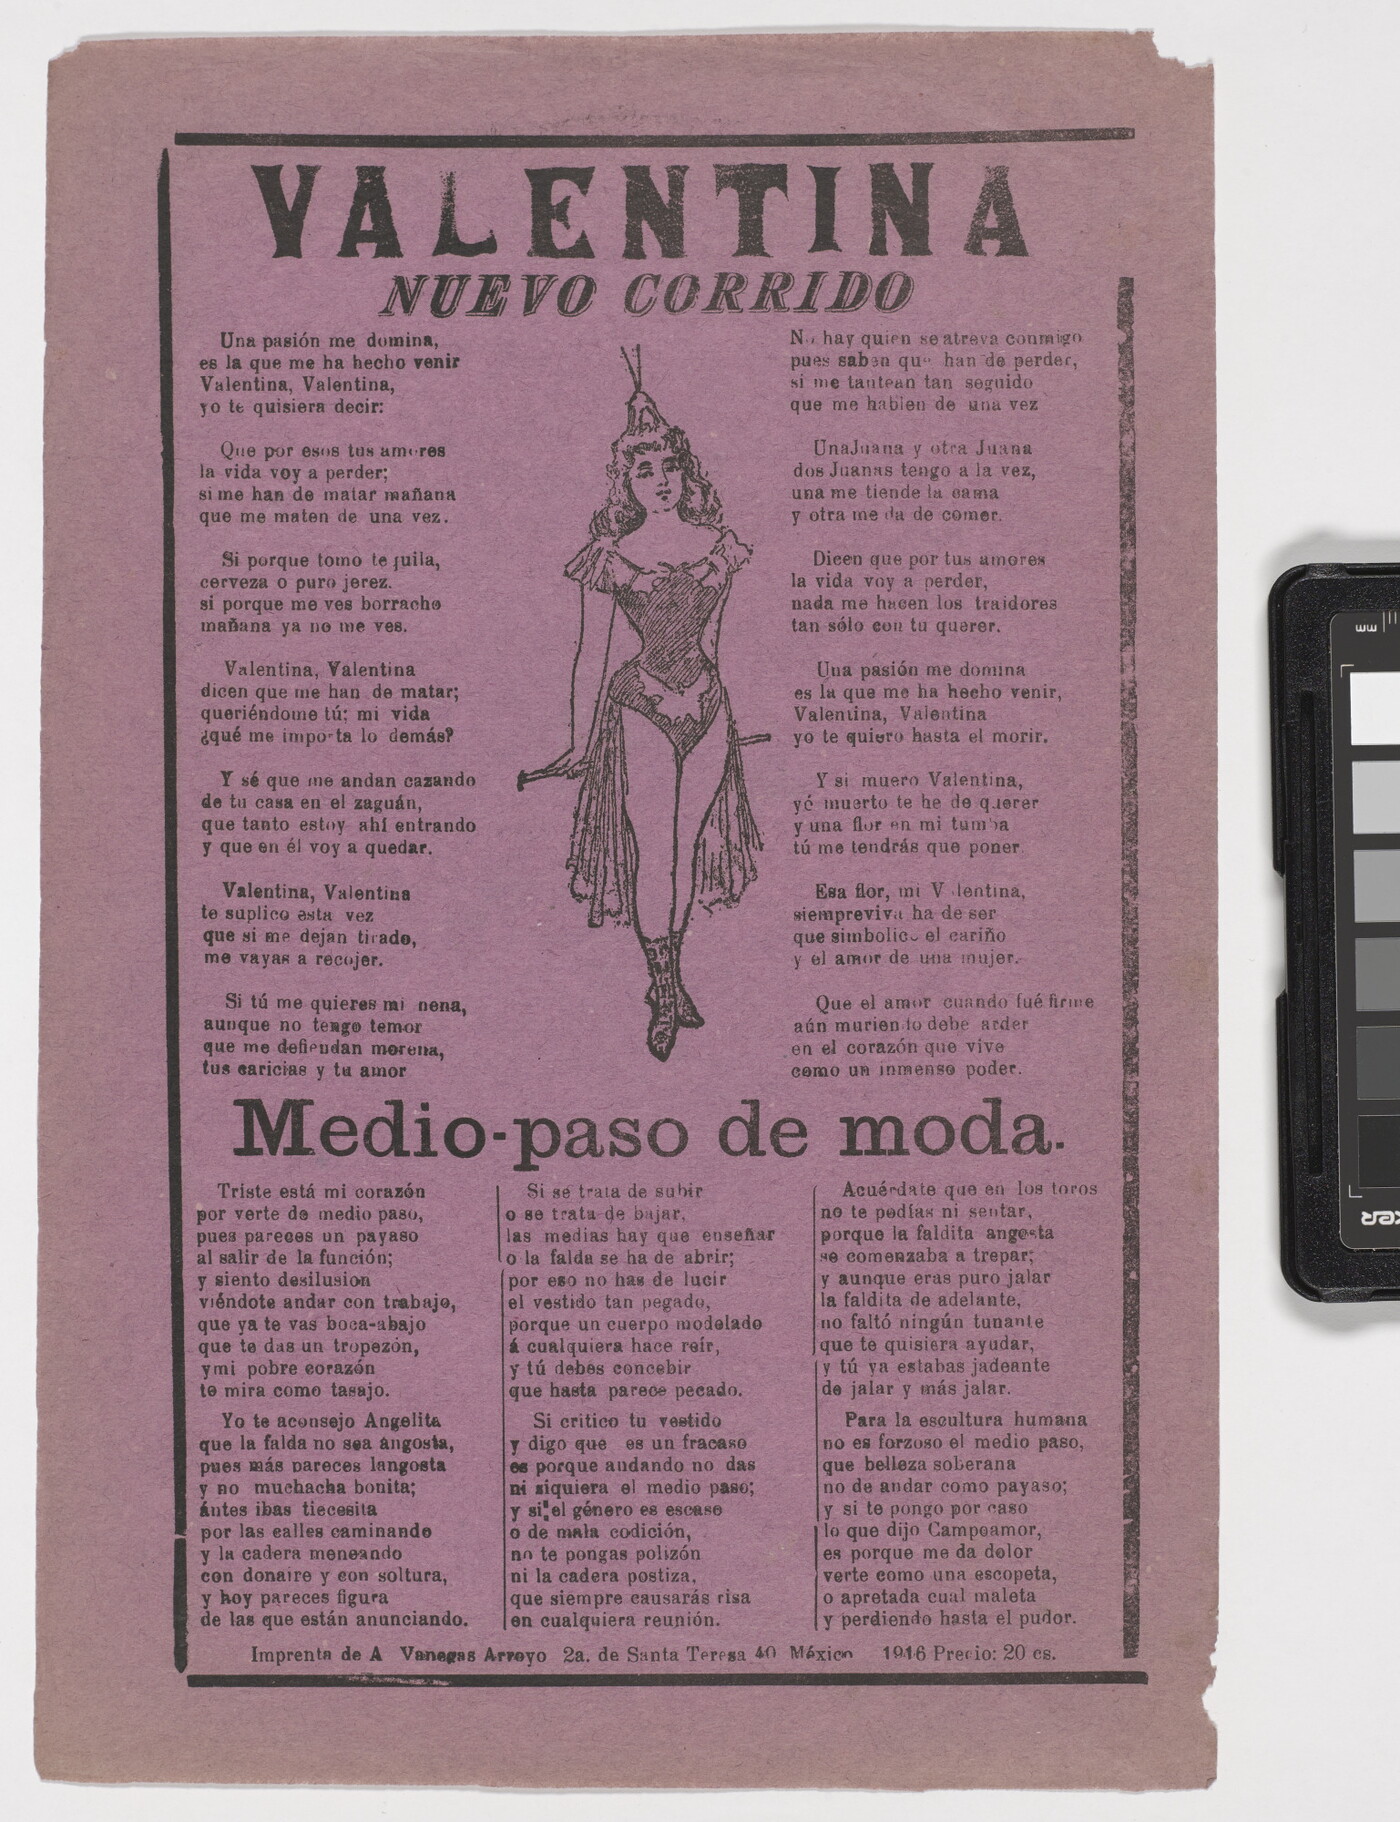 VALENTINA
NUEVO CORRIDO
Una pasión me domina,
es la que me ha hecho venir
Valentina, Valentina,
yo te quisiera decir:
Que por esos tus amores
la vida voy a perder;
si me han de matar mañana
que me maten de una vez.
Si porque tomo tequila,
cerveza o puro jerez.
si porque me ves borracho
mañana ya no me ves.
Valentina, Valentina
dicen que me han de matar;
queriéndome tú; mi vida
¿qué me importa lo demás?
Y sé que me andan cazando
de tu casa en el zaguán,
que tanto estoy ahí entrando
y que en él voy a quedar.
Valentina, Valentina
te suplico esta vez
que si me dejan tirado,
me vayas a recojer.
Si tú me quieres mi nena,
aunque no tengo temor
que me defiendan morena,
tus caricias y tu amor
No hay quien se atreva conmigo
pues saben que han de perder,
si me tantean tan seguido
que me hablen de una vez
UnaJuana y otra Juana
dos Juanas tengo a la vez,
una me tiende la cama
y otra me da de comer.
Dicen que por tus amores
la vida voy a perder,
nada me hacen los traidores
tan sólo con tu querer.
Una pasión me domina
es la que me ha hecho venir,
Valentina, Valentina
yo te quiero hasta el morir.
Y si muero Valentina,
yó muerto te he de querer
y una flor en mi tumba
tú me tendrás que poner.
Esa flor, mi Valentina,
siempreviva ha de ser
que simbolice el cariño
y el amor de una mujer.
Que el amor cuando fué firme
aún muriendo debe arder
en el corazón que vive
como un inmenso poder.
Medio-paso de moda.
Triste está mi corazón
por verte de medio paso,
pues pareces un payaso
al salir de la función;
y siento desilusion
viéndote andar con trabajo,
que ya te vas boca-abajo
que te das un tropezón,
ymi pobre corazón
te mira como tasajo.
Yo te aconsejo Angelita
que la falda no sea angosta,
pues más pareces langosta
y no muchacha bonita;
ántes ibas tiecesita
por las calles caminando
y la cadera meneando
con donaire y con soltura,
y hoy pareces figura
de las que están anunciando.
Si se trata de subir
o se trata de bajar,
las medias hay que enseñar
o la falda se ha de abrir;
por eso no has de lucir
el vestido tan pegado,
porque un cuerpo modelado
á cualquiera hace reír,
y tú debes concebir
que hasta parece pecado.
Si critico tu vestido
y digo que es un fracaso
es porque andando no das
ni siquiera el medio paso;
y si el género es escaso
o de mala codición,
no te pongas polizón
ni la cadera postiza,
que siempre causarás risa
en cualquiera reunión.
Acuérdate que en los toros
no te podías ni sentar,
porque la faldita angosta
se comenzaba a trepar;
y aunque eras puro jalar
la faldita de adelante,
no faltó ningún tunante
que te quisiera ayudar,
y tú ya estabas jadeante
de jalar y más jalar.
Para la escultura humana
no es forzoso el medio paso,
que belleza soberana
no de andar como payaso;
y si te pongo por caso
lo que dijo Campoamor,
es porque me da dolor
verte como una escopeta,
o apretada cual maleta
y perdiendo hasta el pudor.
Imprenta de A Vanegas Arroyo 2a. de Santa Teresa 40 México 1916 Precio: 20 cs.
mm